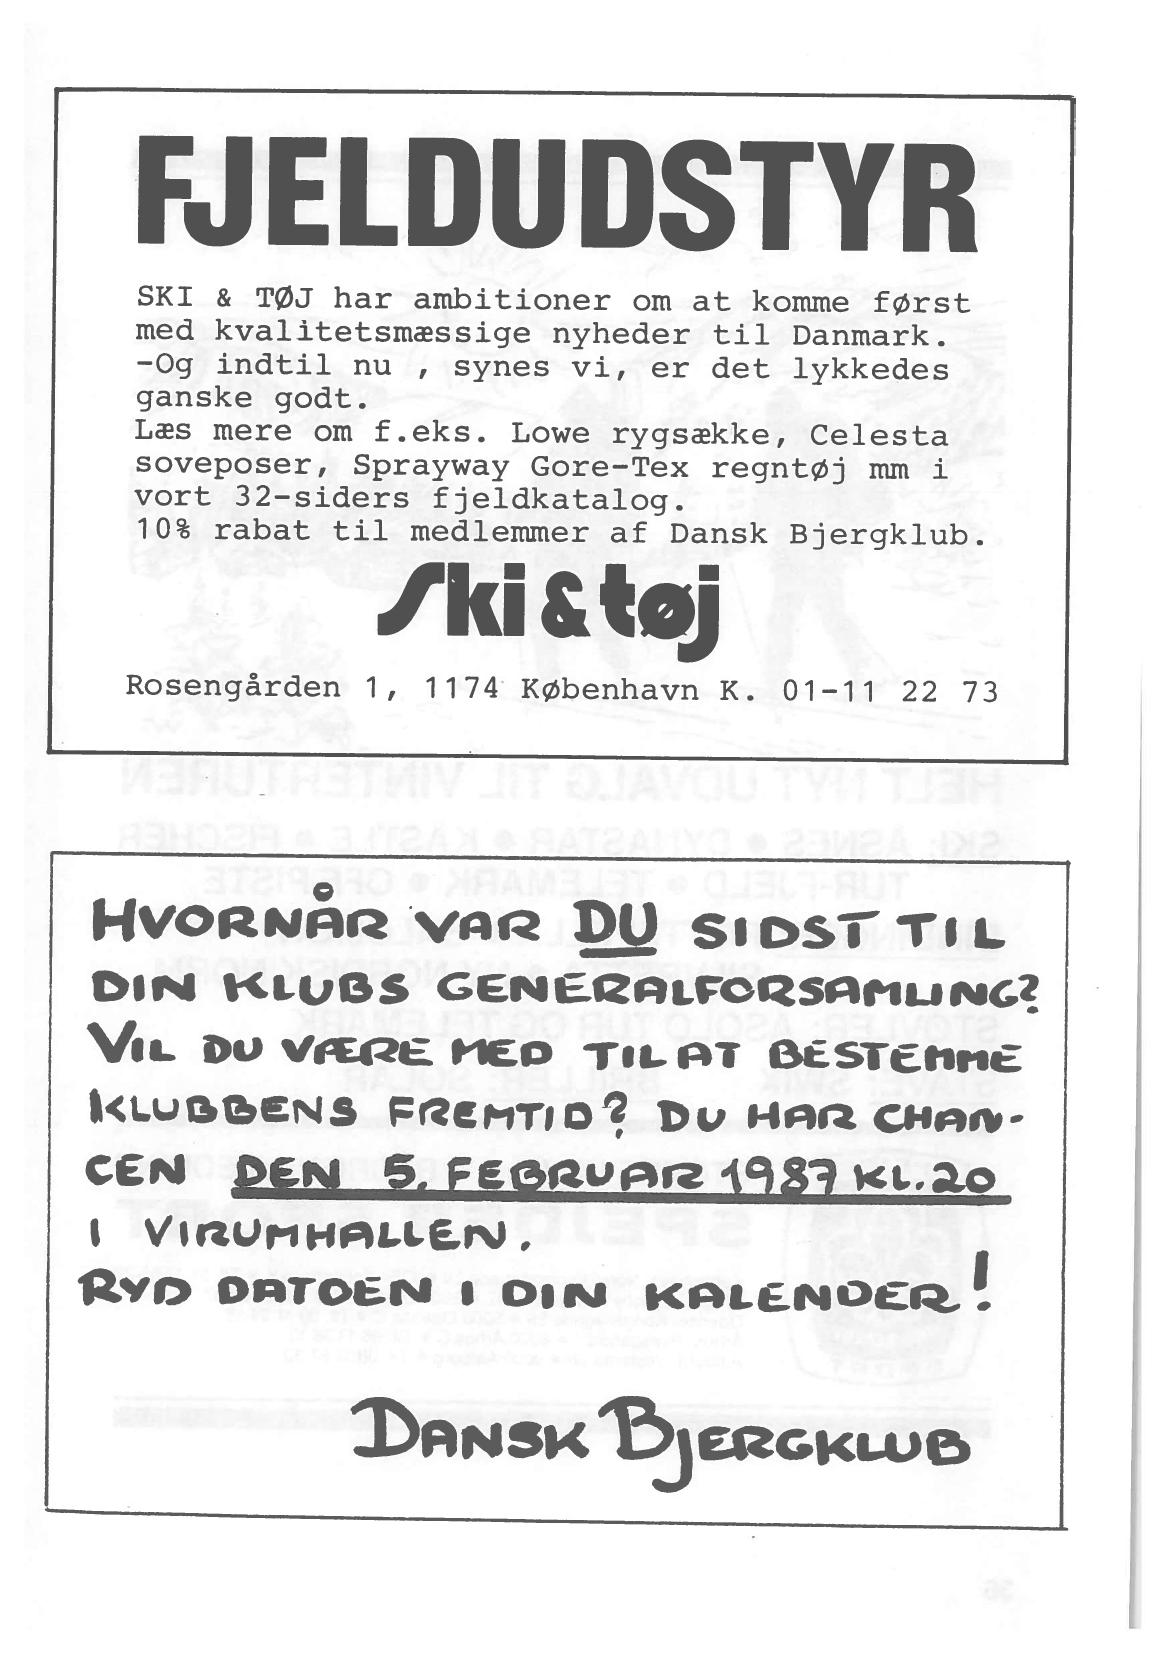 FJELDUDSTYR
SKI & TØJ har ambitioner om at komme først
med kvalitetsmæssige nyheder til Danmark.
-Og indtil nu , synes vi, er det lykkedes
ganske godt.
Læs mere om f.eks. Lowe rygsække, Celesta
soveposer, Sprayway Gore-Tex regntøj mm i
vort 32-siders fjeldkatalog.
10% rabat til medlemmer af Dansk Bjergklub.
Ski & tøj
Rosengården 1, 1174 København K. 01-11 22 73
HVORNÅR VAR DU SIDST TIL
DIN KLUBS GENERALFORSAMLING?
VIL DU VÆRE MED TIL AT BESTEMME
KLUBBENS FREMTID? DU HAR CHAN-
CEN DEN 5. FEBRUAR 1987 KL. 20
I VIRUMHALLEN.
RYD DATOEN I DIN KALENDER!
DANSK BJERGKLUB